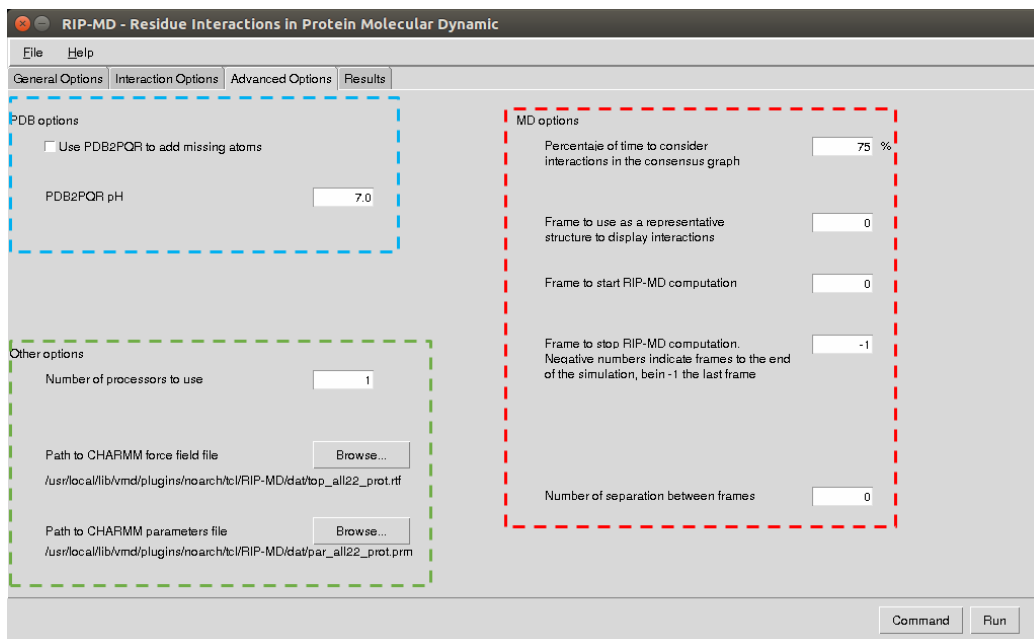 RIP-MD - Residue Interactions in Protein Molecular Dynamic
File Help
General Options Interaction Options Advanced Options Results
PDB options
Use PDB2PQR to add missing atoms
PDB2PQR pH 7.0
Other options
Number of processors to use 1
Path to CHARMM force field file Browse...
/usr/local/lib/vmd/plugins/noarch/tcl/RIP-MD/dat/top_all22_prot.rtf
Path to CHARMM parameters file Browse...
/usr/local/lib/vmd/plugins/noarch/tcl/RIP-MD/dat/par_all22_prot.prm
MD options
Percentaje of time to consider 75 %
interactions in the consensus graph
Frame to use as a representative 0
structure to display interactions
Frame to start RIP-MD computation 0
Frame to stop RIP-MD computation. -1
Negative numbers indicate frames to the end
of the simulation, bein -1 the last frame
Number of separation between frames 0
Command Run